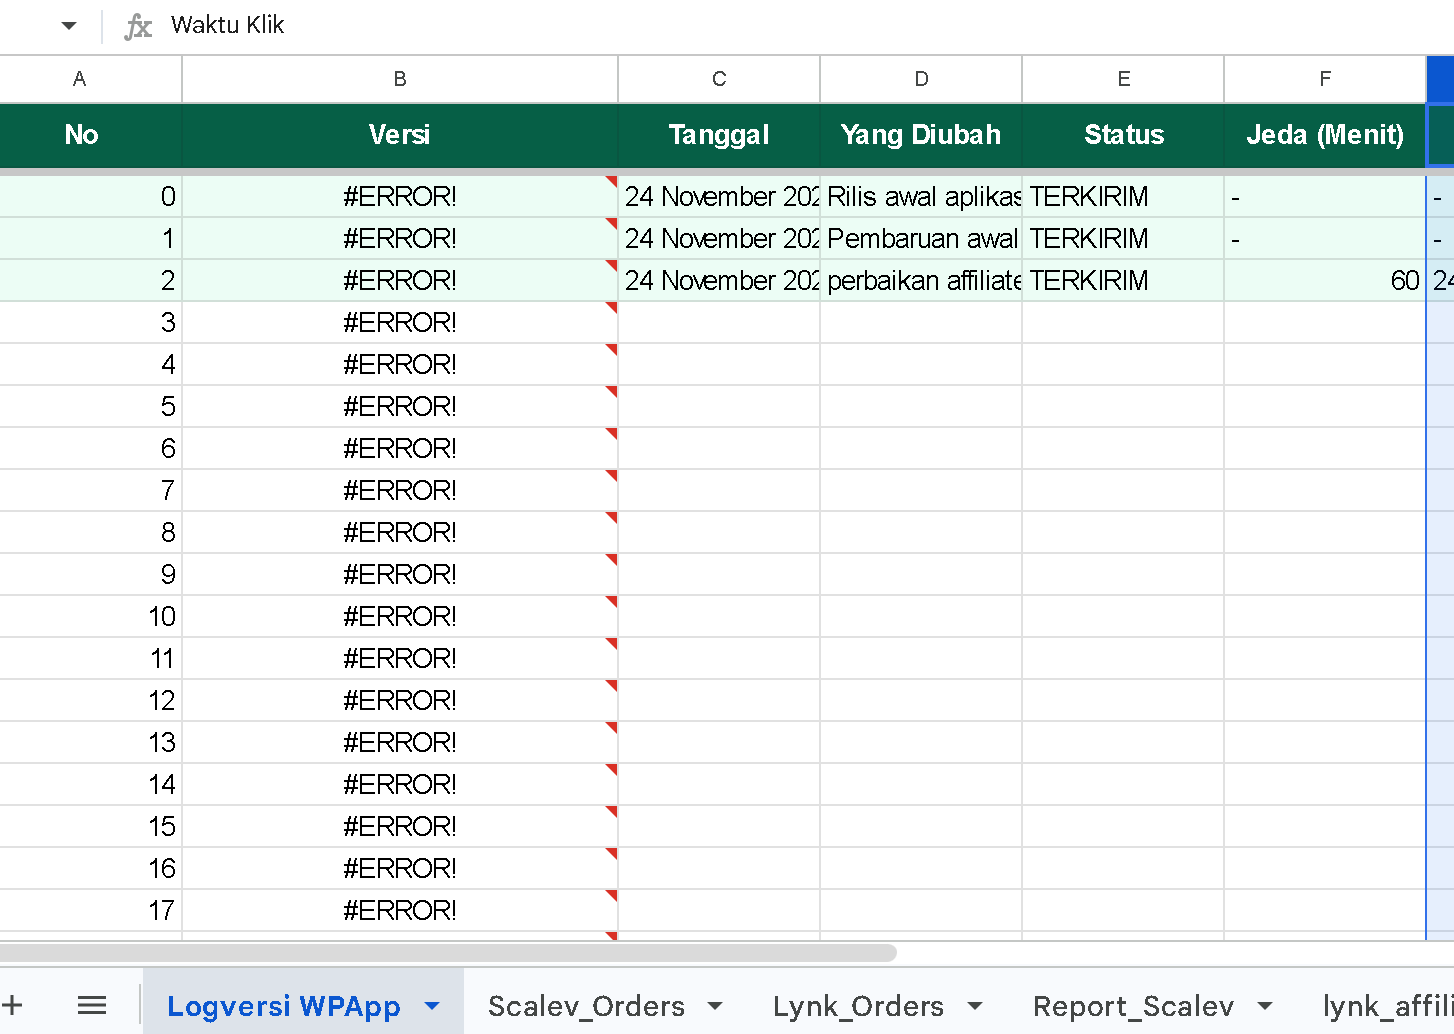 fx Waktu Klik
A B C D E F
No Versi Tanggal Yang Diubah Status Jeda (Menit)
0 #ERROR! 24 November 202 Rilis awal aplikas TERKIRIM - -
1 #ERROR! 24 November 202 Pembaruan awal TERKIRIM - -
2 #ERROR! 24 November 202 perbaikan affiliate TERKIRIM 60 24
3 #ERROR!
4 #ERROR!
5 #ERROR!
6 #ERROR!
7 #ERROR!
8 #ERROR!
9 #ERROR!
10 #ERROR!
11 #ERROR!
12 #ERROR!
13 #ERROR!
14 #ERROR!
15 #ERROR!
16 #ERROR!
17 #ERROR!
Logversi WPApp Scalev_Orders Lynk_Orders Report_Scalev lynk_affili